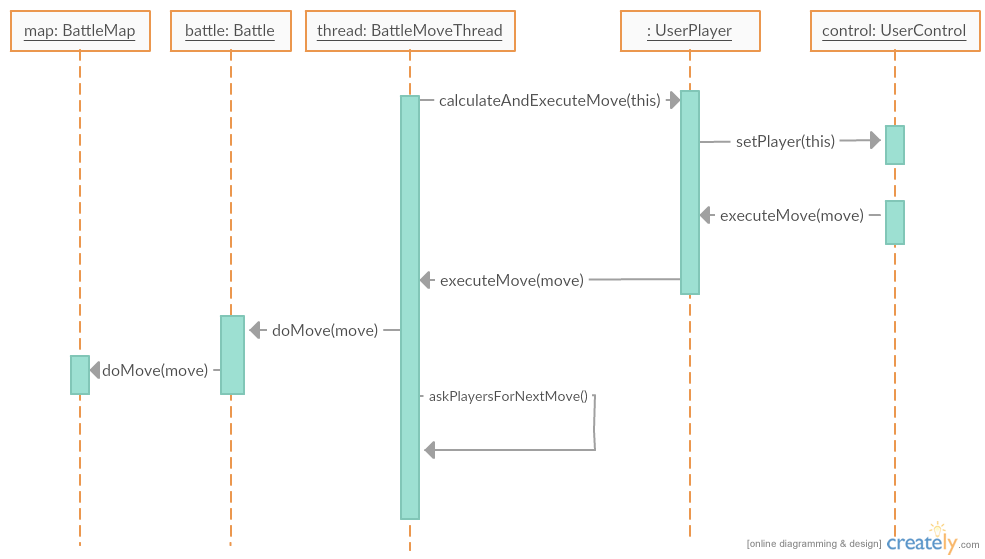 map: BattleMap
battle: Battle
thread: BattleMoveThread
: UserPlayer
control: UserControl
calculateAndExecuteMove(this)
setPlayer(this)
executeMove(move)
executeMove(move)
doMove(move)
doMove(move)
askPlayersForNextMove()
[online diagramming & design] creately.com